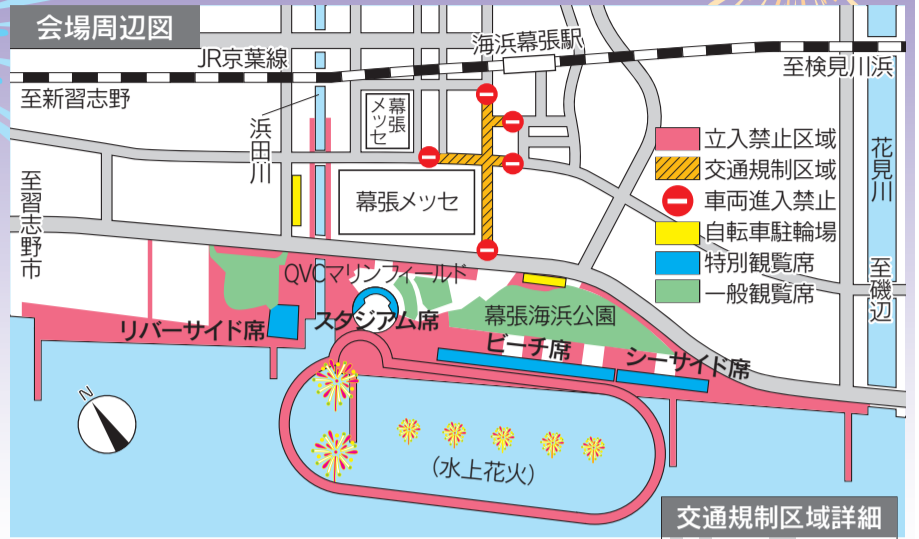 会場周辺図
海浜幕張駅
JR京葉線
至検見川浜
至新習志野
幕張
メッセ
浜田川
立入禁止区域
交通規制区域
車両進入禁止
自転車駐輪場
特別観覧席
一般観覧席
花見川
至習志野市
幕張メッセ
至磯辺
QVCマリンフィールド
リバーサイド席
スタジアム席
幕張海浜公園
ビーチ席
シーサイド席
N
(水上花火)
交通規制区域詳細